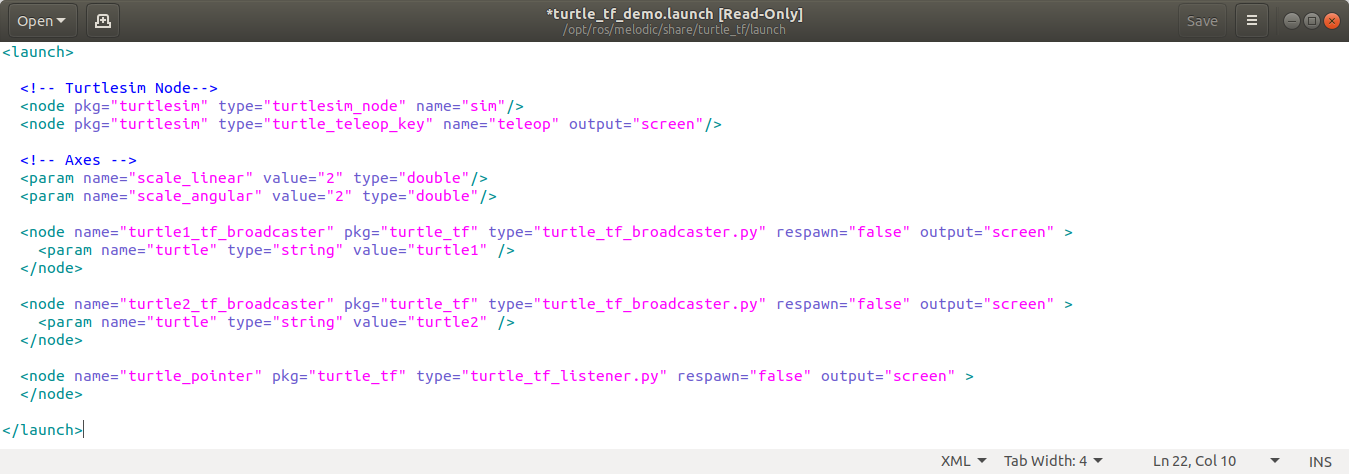 Open
*turtle_tf_demo.launch [Read-Only]
/opt/ros/melodic/share/turtle_tf/launch
Save
<launch>
<!-- Turtlesim Node-->
<node pkg="turtlesim" type="turtlesim_node" name="sim"/>
<node pkg="turtlesim" type="turtle_teleop_key" name="teleop" output="screen"/>
<!-- Axes -->
<param name="scale_linear" value="2" type="double"/>
<param name="scale_angular" value="2" type="double"/>
<node name="turtle1_tf_broadcaster" pkg="turtle_tf" type="turtle_tf_broadcaster.py" respawn="false" output="screen" >
<param name="turtle" type="string" value="turtle1" />
</node>
<node name="turtle2_tf_broadcaster" pkg="turtle_tf" type="turtle_tf_broadcaster.py" respawn="false" output="screen" >
<param name="turtle" type="string" value="turtle2" />
</node>
<node name="turtle_pointer" pkg="turtle_tf" type="turtle_tf_listener.py" respawn="false" output="screen" >
</node>
</launch>
XML Tab Width: 4 Ln 22, Col 10 INS